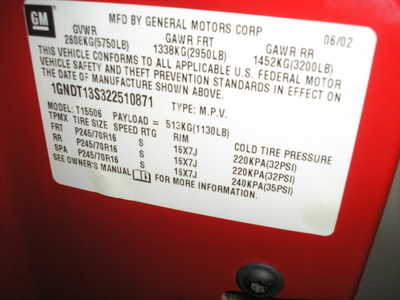 GM
MFD BY GENERAL MOTORS CORP 06/02
GVWR GAWR FRT GAWR RR
2608KG(5750LB) 1338KG(2950LB) 1452KG(3200LB)
THIS VEHICLE CONFORMS TO ALL APPLICABLE U.S. FEDERAL MOTOR
VEHICLE SAFETY AND THEFT PREVENTION STANDARDS IN EFFECT ON
THE DATE OF MANUFACTURE SHOWN ABOVE.
1GNDT13S322510871 TYPE: M.P.V.
MODEL: T15506 PAYLOAD = 513KG(1130LB)
TPMX TIRE SIZE SPEED RTG RIM COLD TIRE PRESSURE
FRT P245/70R16 S 16X7J 220KPA(32PSI)
RR P245/70R16 S 16X7J 220KPA(32PSI)
SPA P245/70R16 S 16X7J 240KPA(35PSI)
SEE OWNER'S MANUAL FOR MORE INFORMATION.